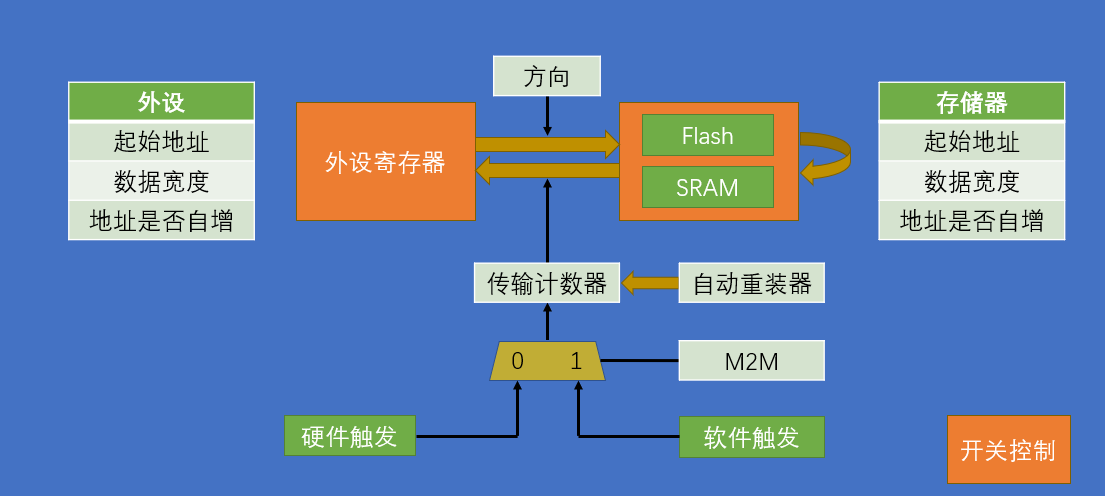 方向
外设
起始地址
数据宽度
地址是否自增
外设寄存器
Flash
SRAM
存储器
起始地址
数据宽度
地址是否自增
传输计数器
自动重装器
0
1
M2M
硬件触发
软件触发
开关控制